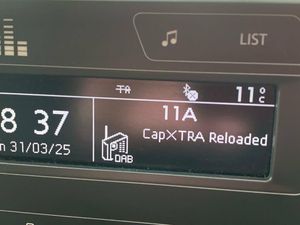 LIST
TA
11°C
8 37
11A
CapXTRA Reloaded
n 31/03/25
DAB